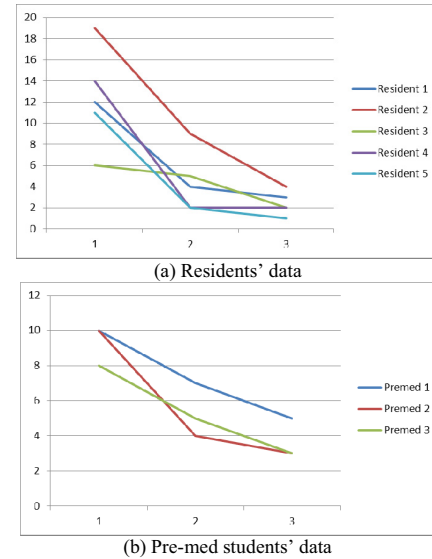 20
18
16
14
12
10
8
6
4
2
0
1 2 3
Resident 1
Resident 2
Resident 3
Resident 4
Resident 5
(a) Residents' data
12
10
8
6
4
2
0
1 2 3
Premed 1
Premed 2
Premed 3
(b) Pre-med students' data